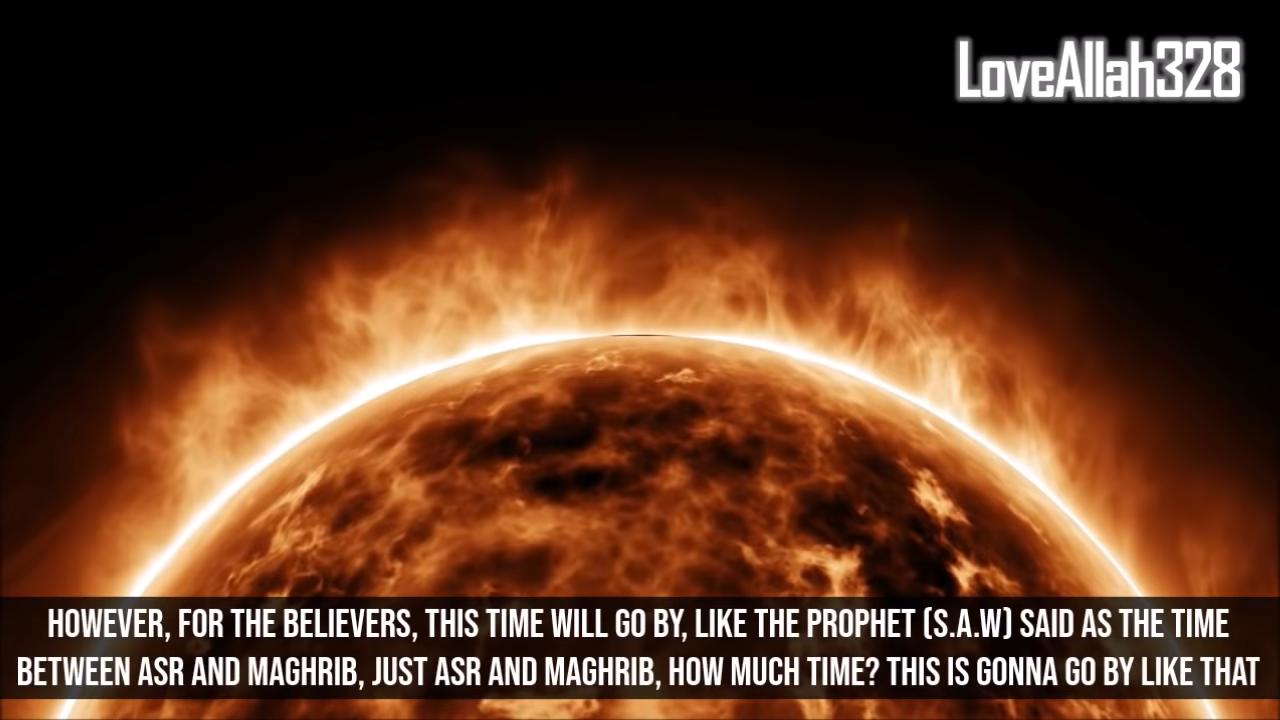 LoveAllah328
HOWEVER, FOR THE BELIEVERS, THIS TIME WILL GO BY, LIKE THE PROPHET (S.A.W) SAID AS THE TIME
BETWEEN ASR AND MAGHRIB, JUST ASR AND MAGHRIB, HOW MUCH TIME? THIS IS GONNA GO BY LIKE THAT